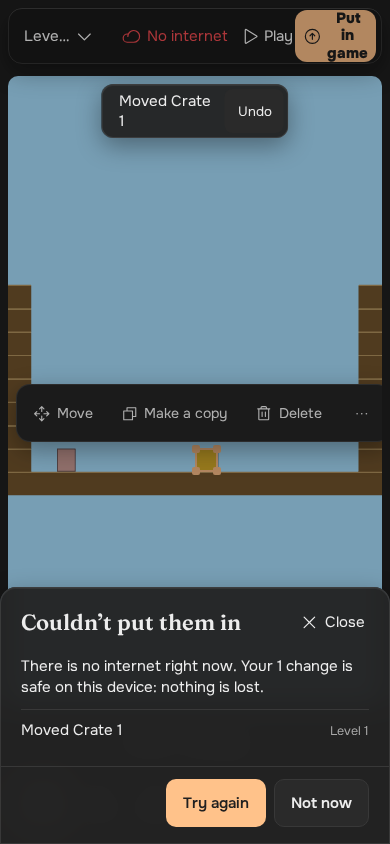 Leve...
No internet
Play
Put
in
game
Moved Crate
1
Undo
Move
Make a copy
Delete
...
Couldn’t put them in
Close
There is no internet right now. Your 1 change is
safe on this device: nothing is lost.
Moved Crate 1
Level 1
Try again
Not now